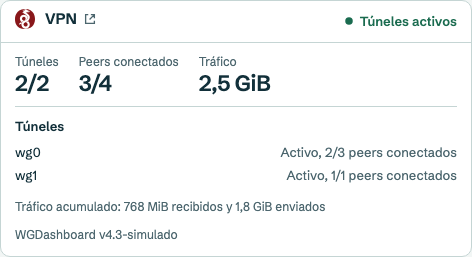 VPN
Túneles activos
Túneles
2/2
Peers conectados
3/4
Tráfico
2,5 GiB
Túneles
wg0
Activo, 2/3 peers conectados
wg1
Activo, 1/1 peers conectados
Tráfico acumulado: 768 MiB recibidos y 1,8 GiB enviados
WGDashboard v4.3-simulado